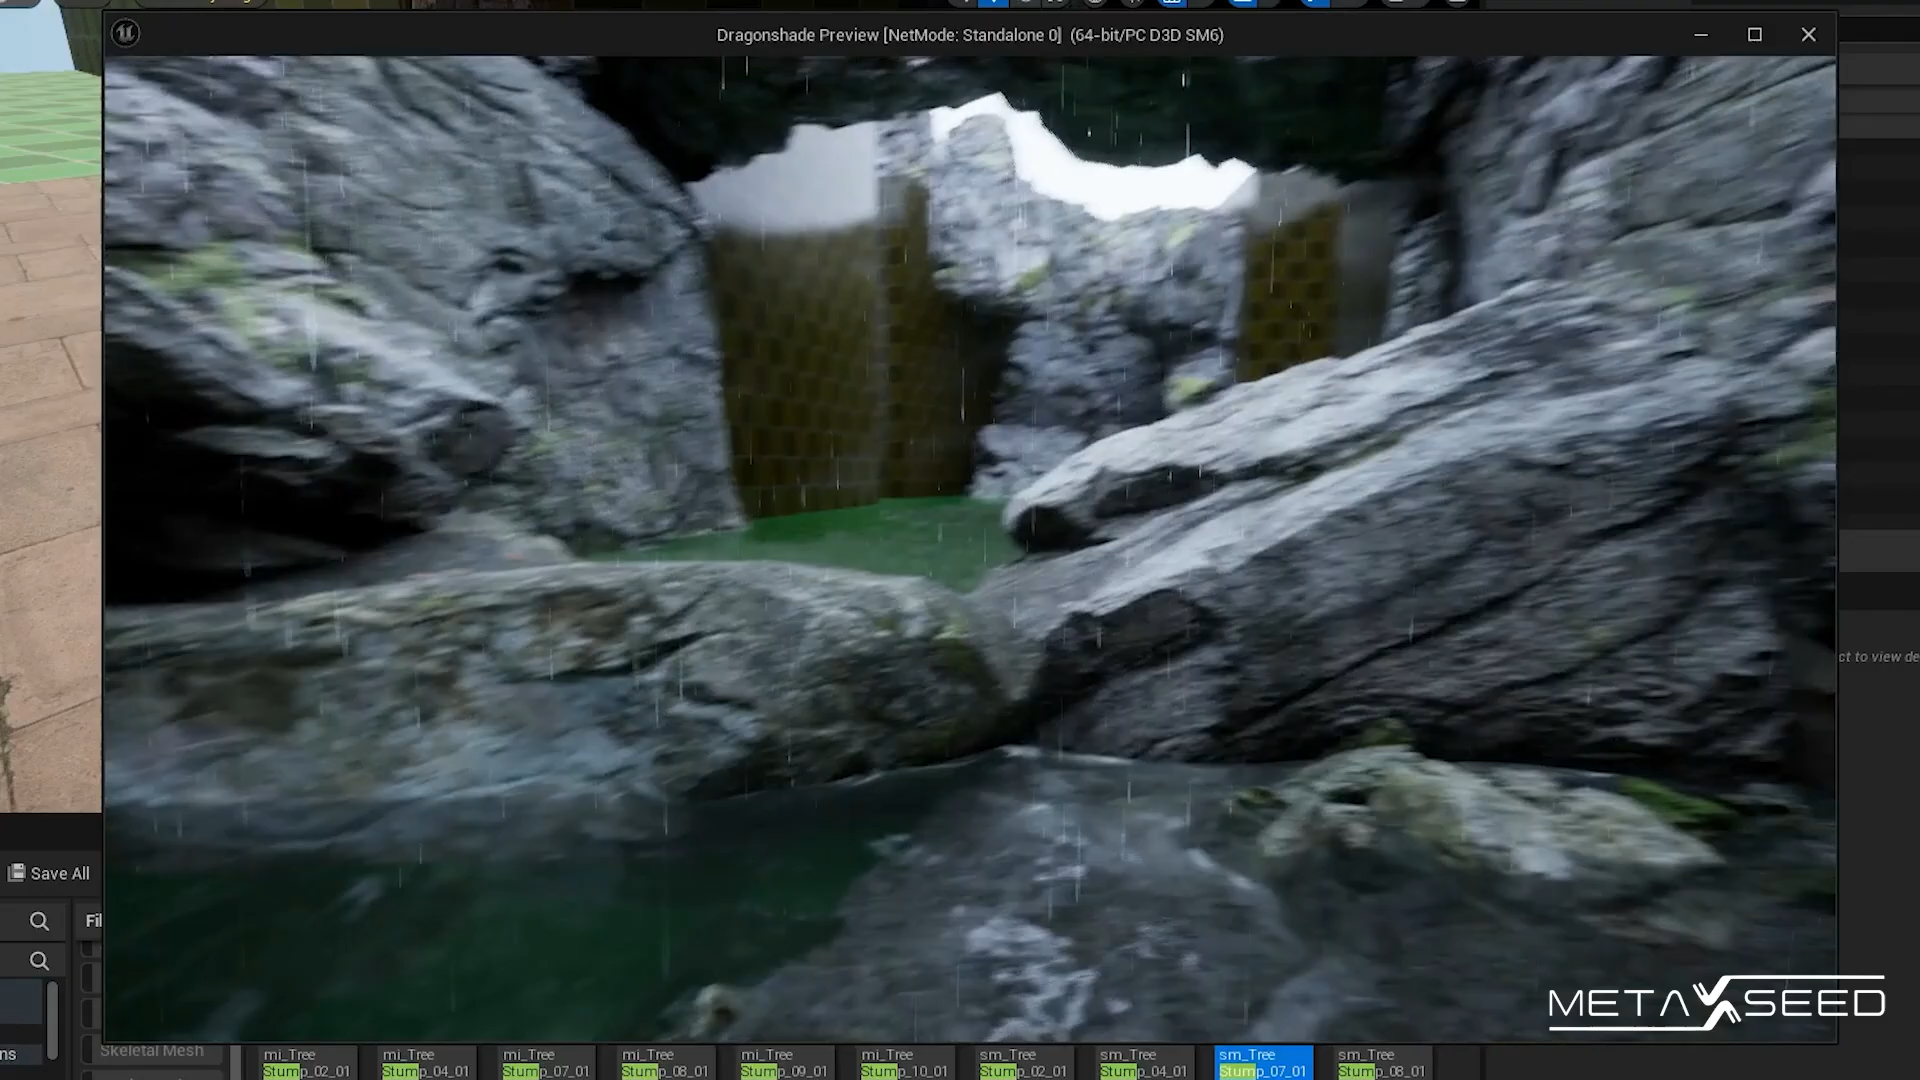 Dragonshade Preview [NetMode: Standalone 0] (64-bit/PC D3D SM6)
ct to view de
Save All
Fil
ns
Skeletal Mesh
mi_Tree
Stump_02_01
mi_Tree
Stump_04_01
mi_Tree
Stump_07_01
mi_Tree
Stump_08_01
mi_Tree
Stump_09_01
mi_Tree
Stump_10_01
sm_Tree
Stump_02_01
sm_Tree
Stump_04_01
sm_Tree
Stump_07_01
sm_Tree
Stump_08_01
METAXSEED